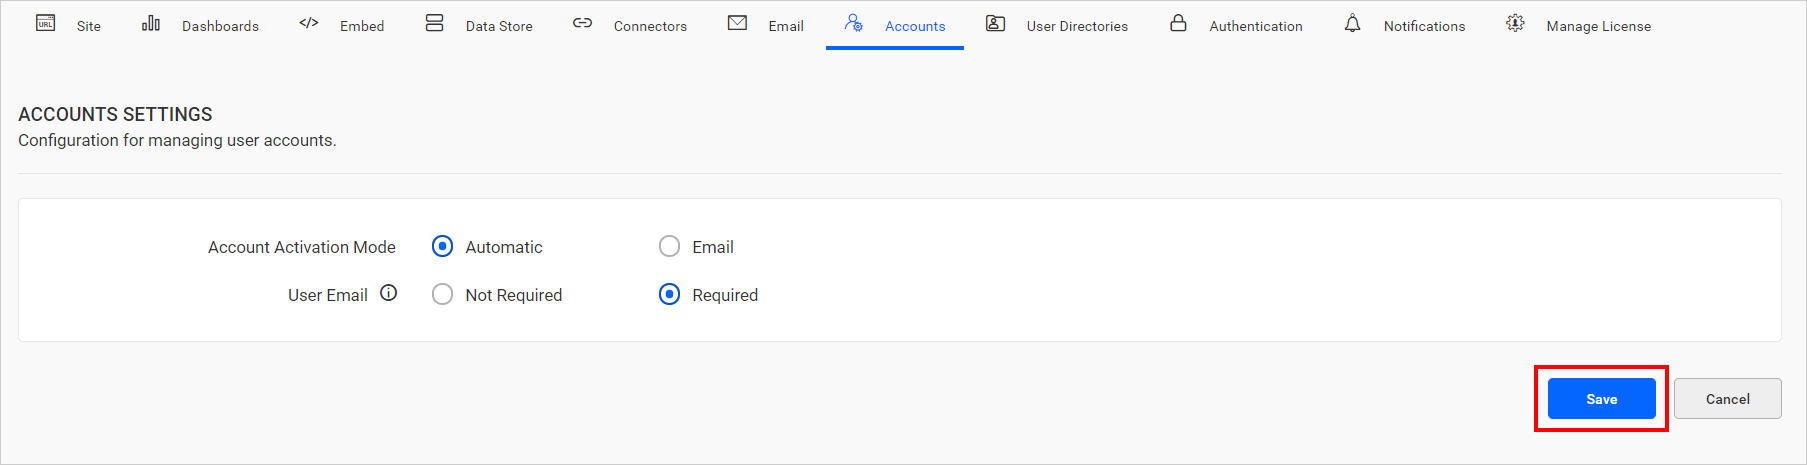 URL Site Dashboards </> Embed Data Store Connectors Email Accounts User Directories Authentication Notifications Manage License
ACCOUNTS SETTINGS
Configuration for managing user accounts.
Account Activation Mode Automatic Email
User Email Not Required Required
Save Cancel